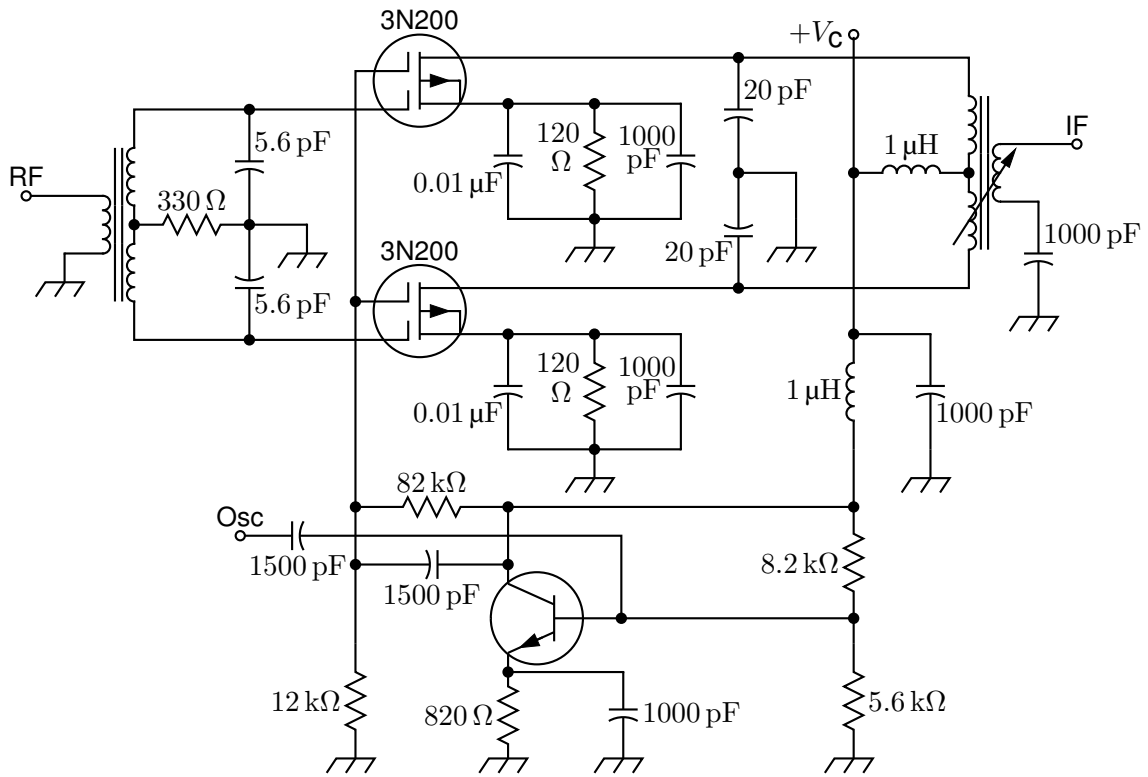 3N200
+VC
5.6 pF
20 pF
120
Ω
1000
pF
0.01 µF
1 µH
IF
RF
330 Ω
3N200
20 pF
1000 pF
5.6 pF
120
Ω
1000
pF
0.01 µF
1 µH
1000 pF
82 kΩ
Osc
1500 pF
1500 pF
8.2 kΩ
12 kΩ
820 Ω
1000 pF
5.6 kΩ